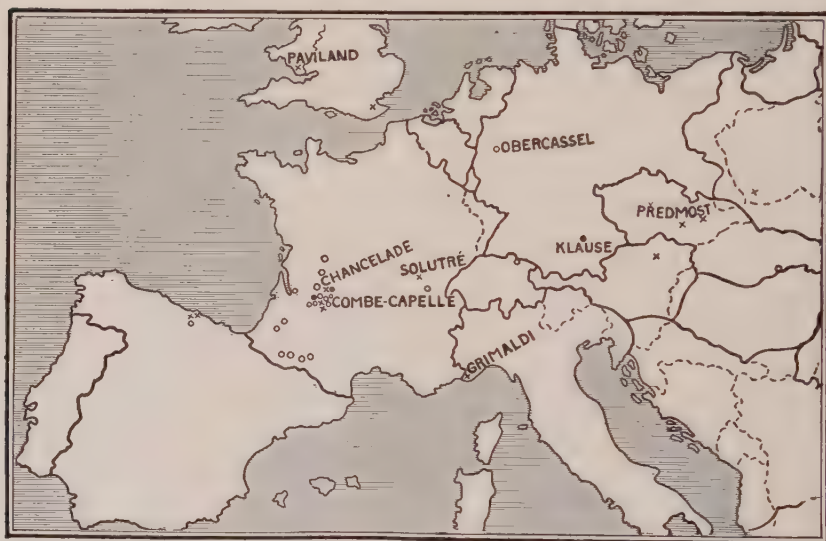 PAVILAND
OBERCASSEL
PŘEDMOST
KLAUSE
CHANCELADE
SOLUTRÉ
COMBE-CAPELLE
GRIMALDI